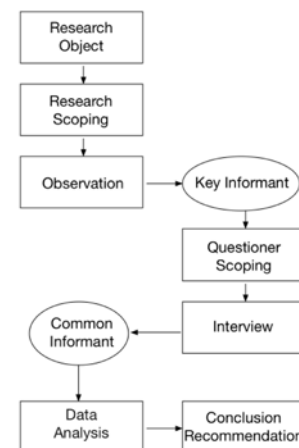 Research
Object
Research
Scoping
Observation
Key Informant
Questioner
Scoping
Interview
Common
Informant
Data
Analysis
Conclusion
Recommendation